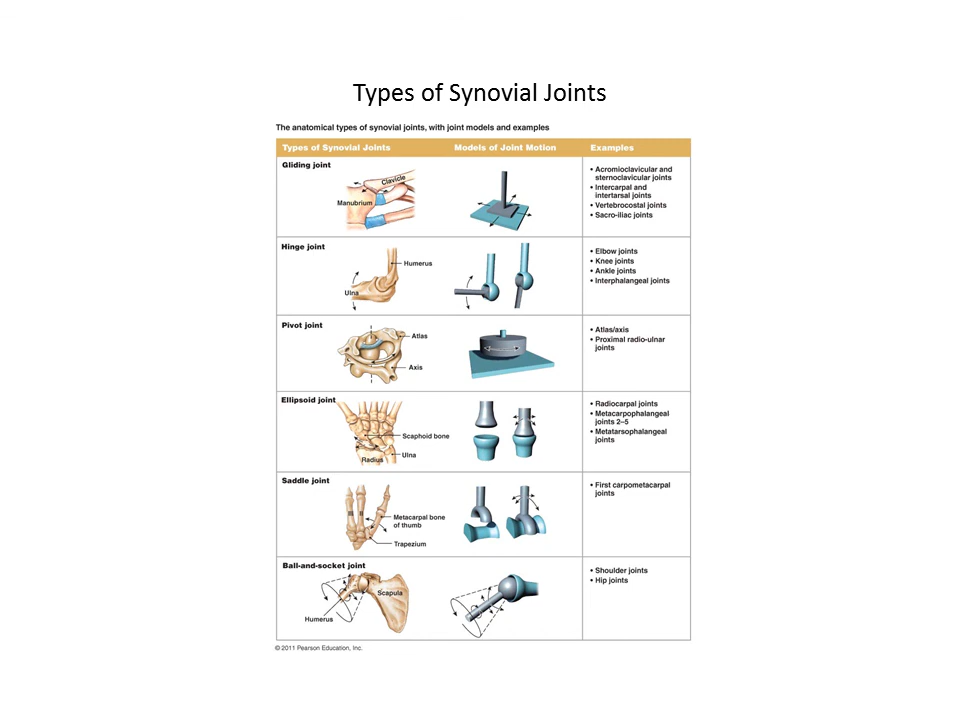 Types of Synovial Joints
The anatomical types of synovial joints, with joint models and examples
Types of Synovial Joints
Models of Joint Motion
Examples
Gliding joint
Clavicle
Manubrium
• Acromioclavicular and
sternoclavicular joints
• Intercarpal and
intertarsal joints
• Vertebrocostal joints
• Sacro-iliac joints
Hinge joint
Humerus
Ulna
• Elbow joints
• Knee joints
• Ankle joints
• Interphalangeal joints
Pivot joint
Atlas
Axis
• Atlas/axis
• Proximal radio-ulnar
joints
Ellipsoid joint
Scaphoid bone
Ulna
Radius
• Radiocarpal joints
• Metacarpophalangeal
joints 2–5
• Metatarsophalangeal
joints
Saddle joint
Metacarpal bone
of thumb
Trapezium
• First carpometacarpal
joints
Ball-and-socket joint
Scapula
Humerus
• Shoulder joints
• Hip joints
© 2011 Pearson Education, Inc.